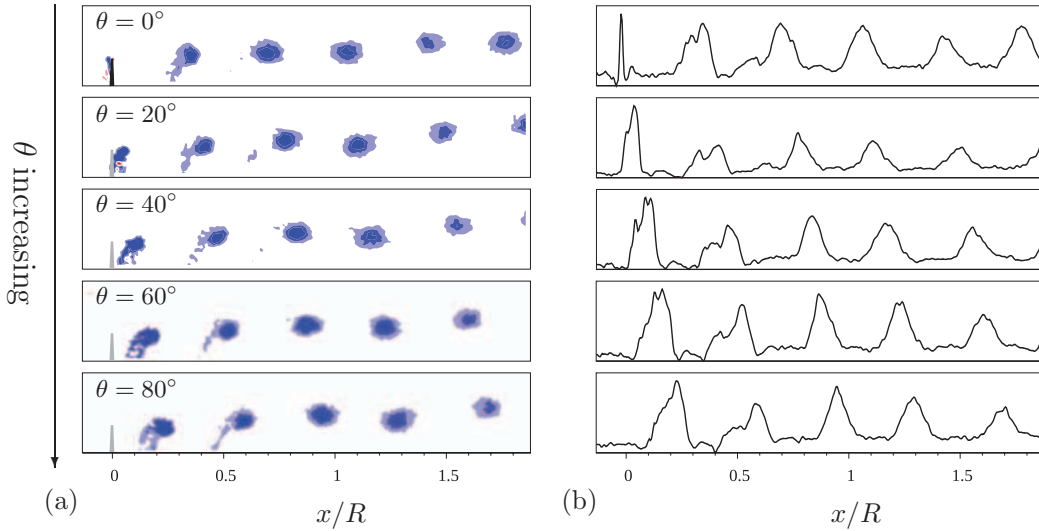 θ increasing
θ = 0°
θ = 20°
θ = 40°
θ = 60°
θ = 80°
0 0.5 1 1.5
0 0.5 1 1.5
(a) x/R (b) x/R